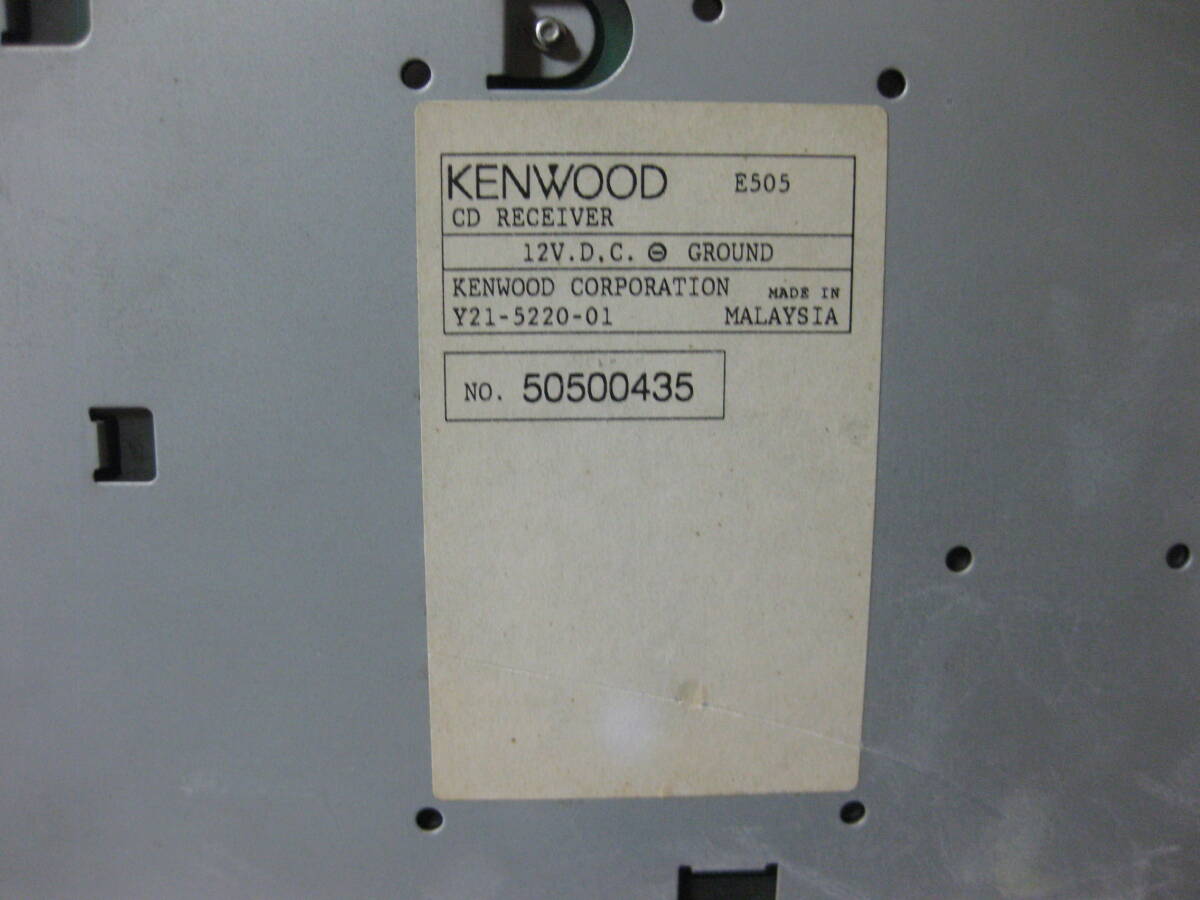 KENWOOD E505
CD RECEIVER
12V.D.C. ⊖ GROUND
KENWOOD CORPORATION MADE IN
Y21-5220-01 MALAYSIA
NO. 50500435